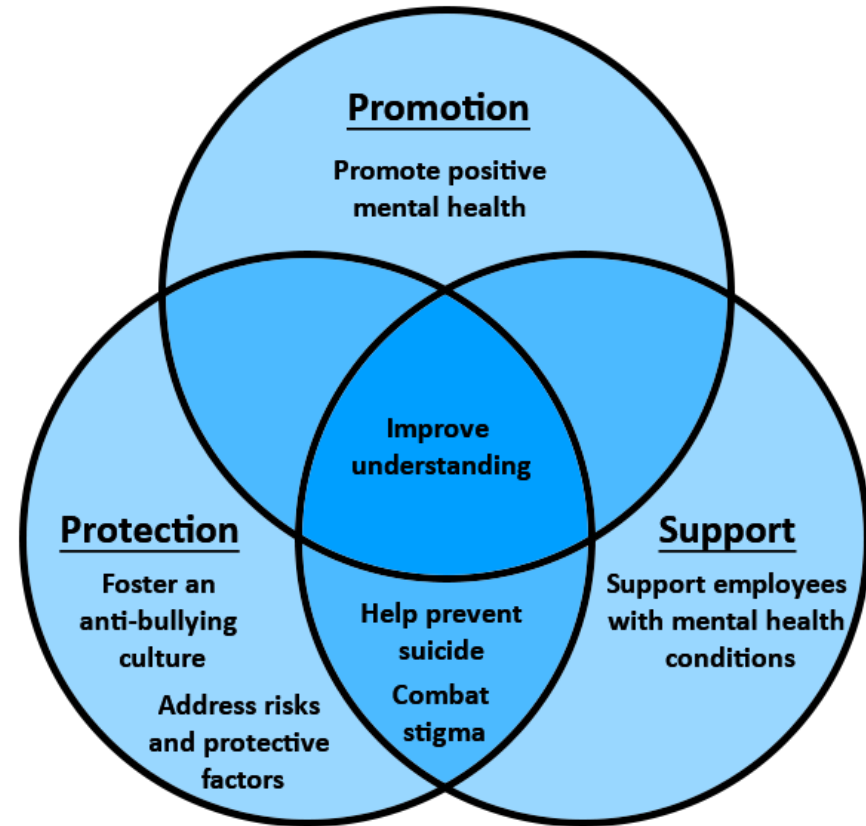 Promotion
Promote positive
mental health
Improve
understanding
Protection
Foster an
anti-bullying
culture
Address risks
and protective
factors
Help prevent
suicide
Combat
stigma
Support
Support employees
with mental health
conditions